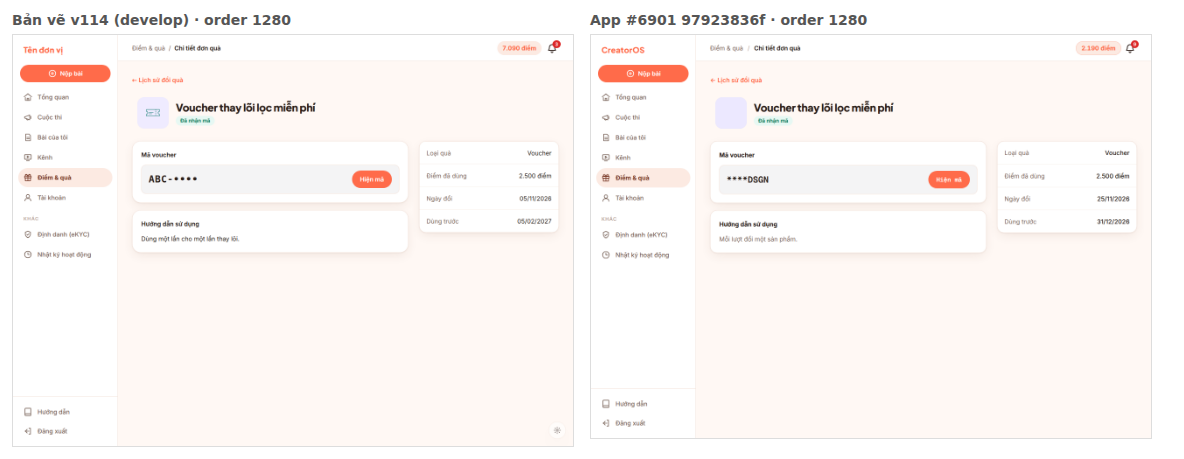 Bản vẽ v114 (develop) · order 1280
Tên đơn vị
Điểm & quà / Chi tiết đơn quà
7.090 điểm
Nộp bài
← Lịch sử đổi quà
Tổng quan
Cuộc thi
Bài của tôi
Kênh
Điểm & quà
Tài khoản
KHÁC
Định danh (eKYC)
Nhật ký hoạt động
Hướng dẫn
Đăng xuất
Voucher thay lõi lọc miễn phí
Đã nhận mã
Mã voucher
ABC-••••
Hiện mã
Hướng dẫn sử dụng
Dùng một lần cho một lần thay lõi.
Loại quà Voucher
Điểm đã dùng 2.500 điểm
Ngày đổi 05/11/2026
Dùng trước 05/02/2027
App #6901 97923836f · order 1280
CreatorOS
Điểm & quà / Chi tiết đơn quà
2.190 điểm
Nộp bài
← Lịch sử đổi quà
Tổng quan
Cuộc thi
Bài của tôi
Kênh
Điểm & quà
Tài khoản
KHÁC
Định danh (eKYC)
Nhật ký hoạt động
Hướng dẫn
Đăng xuất
Voucher thay lõi lọc miễn phí
Đã nhận mã
Mã voucher
****DSGN
Hiện mã
Hướng dẫn sử dụng
Mỗi lượt đổi một sản phẩm.
Loại quà Voucher
Điểm đã dùng 2.500 điểm
Ngày đổi 25/11/2026
Dùng trước 31/12/2026